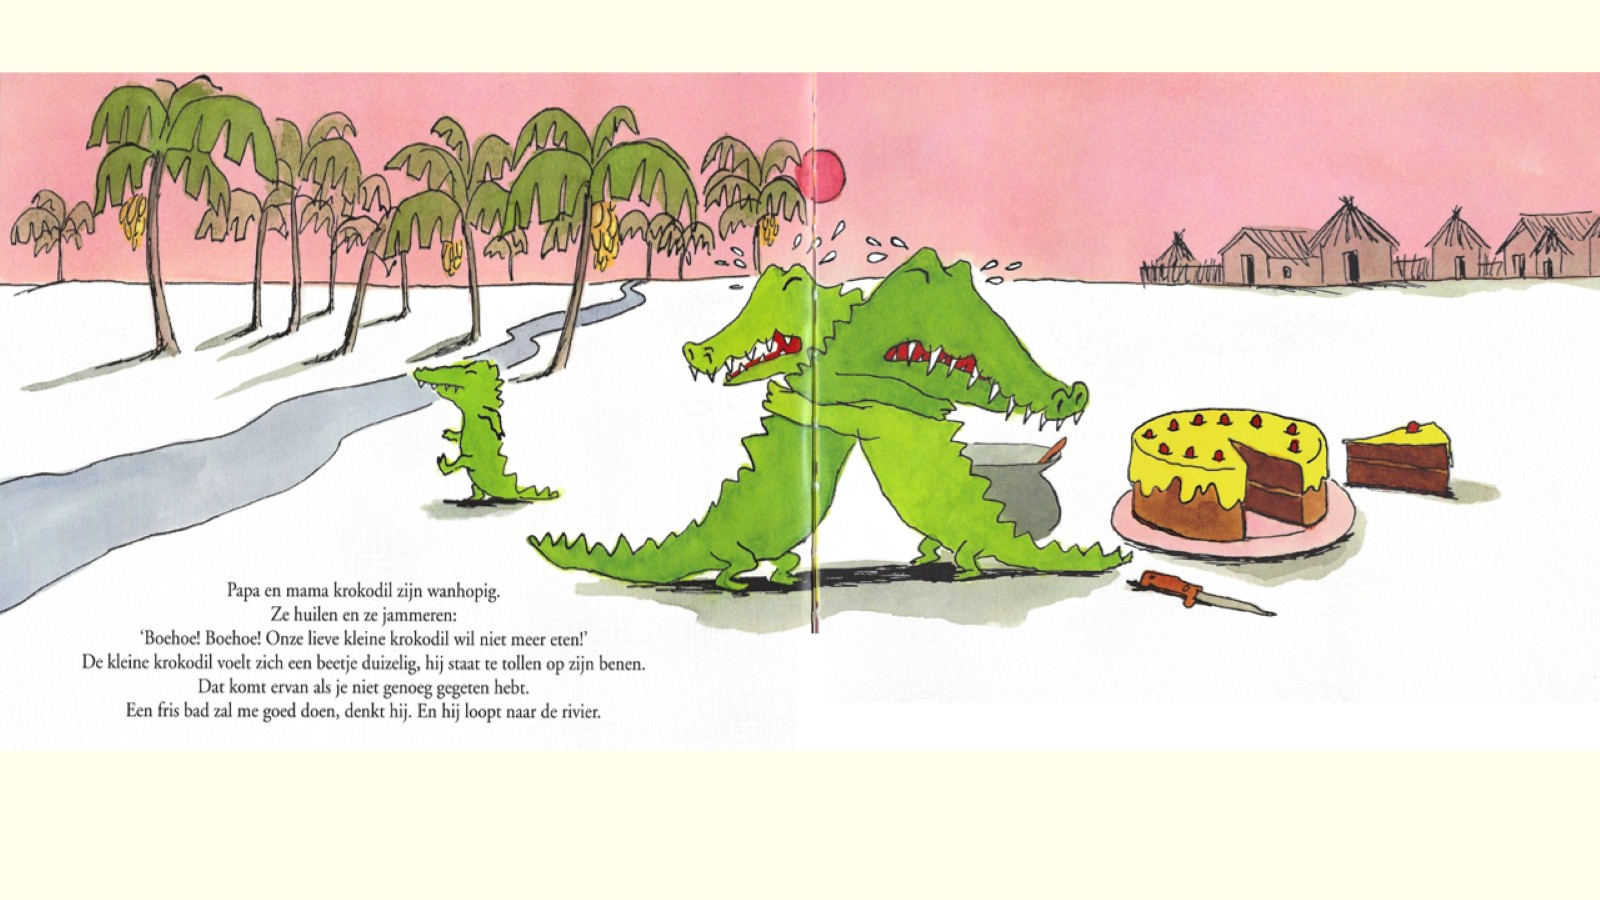 Papa en mama krokodil zijn wanhopig.
Ze huilen en ze jammeren:
‘Boehoe! Boehoe! Onze lieve kleine krokodil wil niet meer eten!’
De kleine krokodil voelt zich een beetje duizelig, hij staat te tollen op zijn benen.
Dat komt ervan als je niet genoeg gegeten hebt.
Een fris bad zal me goed doen, denkt hij. En hij loopt naar de rivier.